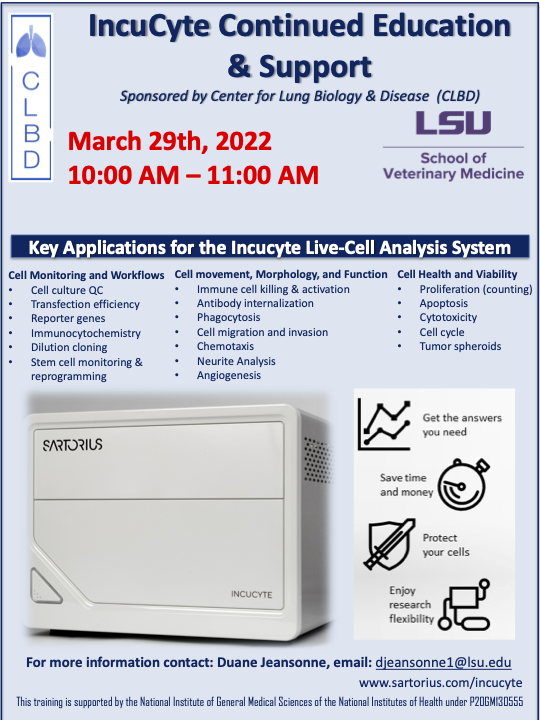 IncuCyte Continued Education
& Support
Sponsored by Center for Lung Biology & Disease (CLBD)
C
L
B
D
March 29th, 2022
10:00 AM – 11:00 AM
LSU
School of
Veterinary Medicine
Key Applications for the Incucyte Live-Cell Analysis System
Cell Monitoring and Workflows
• Cell culture QC
• Transfection efficiency
• Reporter genes
• Immunocytochemistry
• Dilution cloning
• Stem cell monitoring &
reprogramming
Cell movement, Morphology, and Function
• Immune cell killing & activation
• Antibody internalization
• Phagocytosis
• Cell migration and invasion
• Chemotaxis
• Neurite Analysis
• Angiogenesis
Cell Health and Viability
• Proliferation (counting)
• Apoptosis
• Cytotoxicity
• Cell cycle
• Tumor spheroids
SARTORIUS
INCUCYTE
Get the answers
you need
Save time
and money
Protect
your cells
Enjoy
research
flexibility
For more information contact: Duane Jeansonne, email: djeansonne1@lsu.edu
www.sartorius.com/incucyte
This training is supported by the National Institute of General Medical Sciences of the National Institutes of Health under P20GM130555